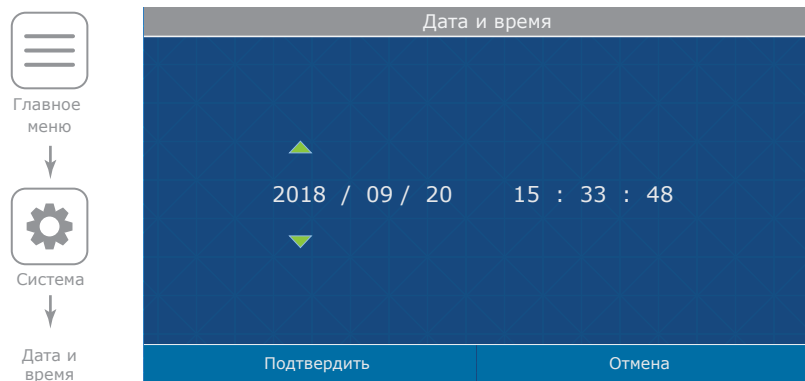 Главное
меню
Система
Дата и
время
Дата и время
2018 / 09 / 20 15 : 33 : 48
Подтвердить Отмена